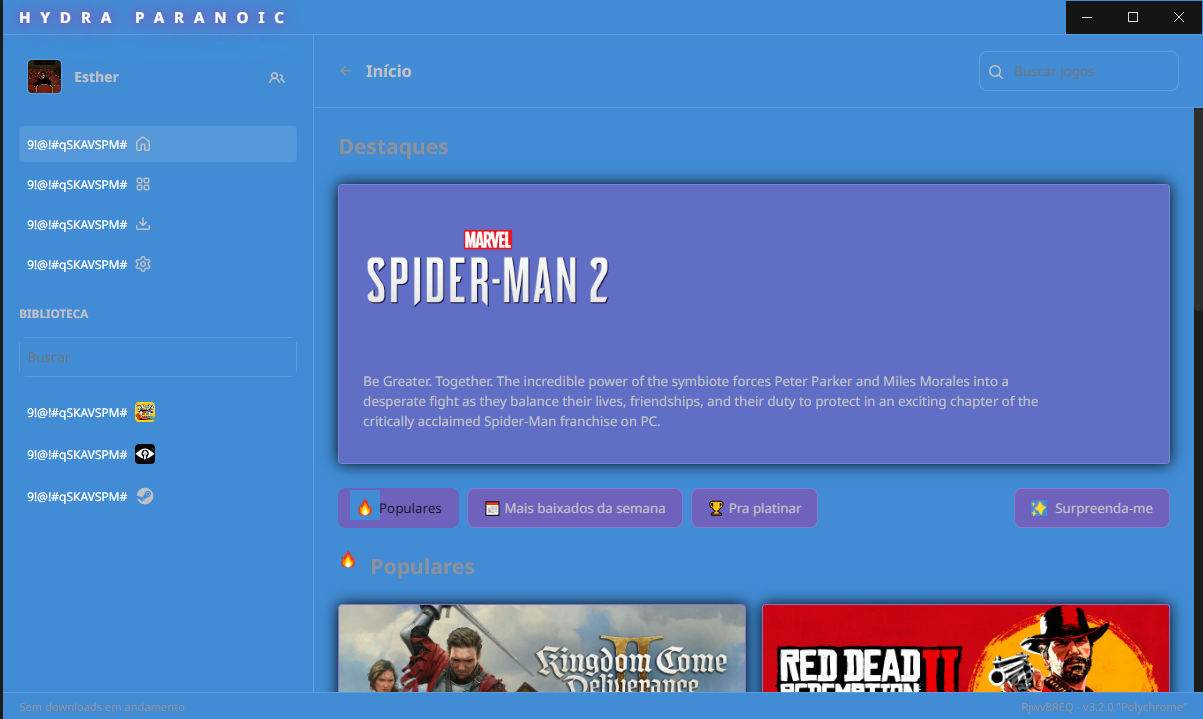 HYDRA PARANOIC
Esther
Início
Buscar jogos
9!@!#qSKAVSPM#
9!@!#qSKAVSPM#
9!@!#qSKAVSPM#
9!@!#qSKAVSPM#
BIBLIOTECA
Buscar
9!@!#qSKAVSPM#
9!@!#qSKAVSPM#
9!@!#qSKAVSPM#
Destaques
MARVEL
SPIDER-MAN 2
Be Greater. Together. The incredible power of the symbiote forces Peter Parker and Miles Morales into a
desperate fight as they balance their lives, friendships, and their duty to protect in an exciting chapter of the
critically acclaimed Spider-Man franchise on PC.
🔥 Populares
Mais baixados da semana
🏆 Pra platinar
✨ Surpreenda-me
🔥 Populares
Kingdom Come
II
Deliverance
RED DEAD
REDEMPTION II
Sem downloads em andamento
Rjwv8REQ - v3.2.0 "Polychrome"